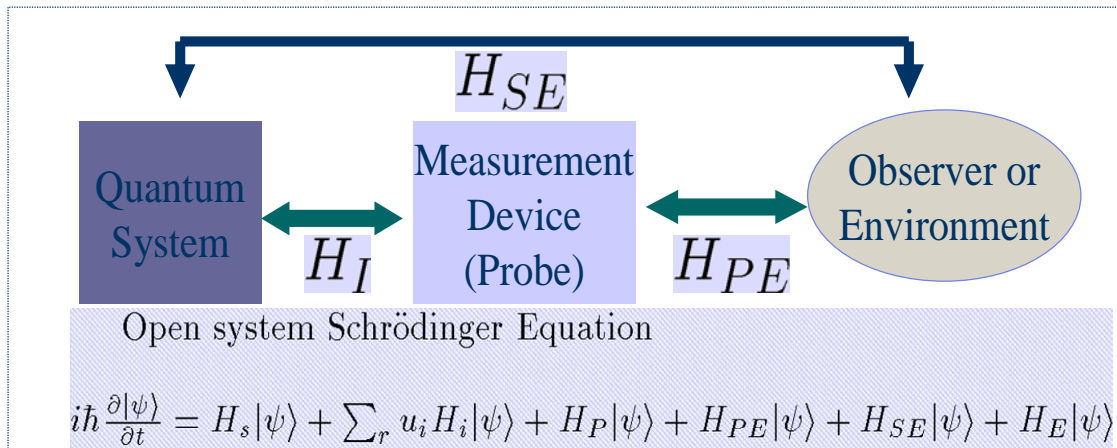 H_{SE}
Quantum
System
H_I
Measurement
Device
(Probe)
H_{PE}
Observer or
Environment
Open system Schrödinger Equation
iħ ∂|ψ⟩/∂t = H_s|ψ⟩ + ∑_r u_i H_i|ψ⟩ + H_P|ψ⟩ + H_{PE}|ψ⟩ + H_{SE}|ψ⟩ + H_E|ψ⟩